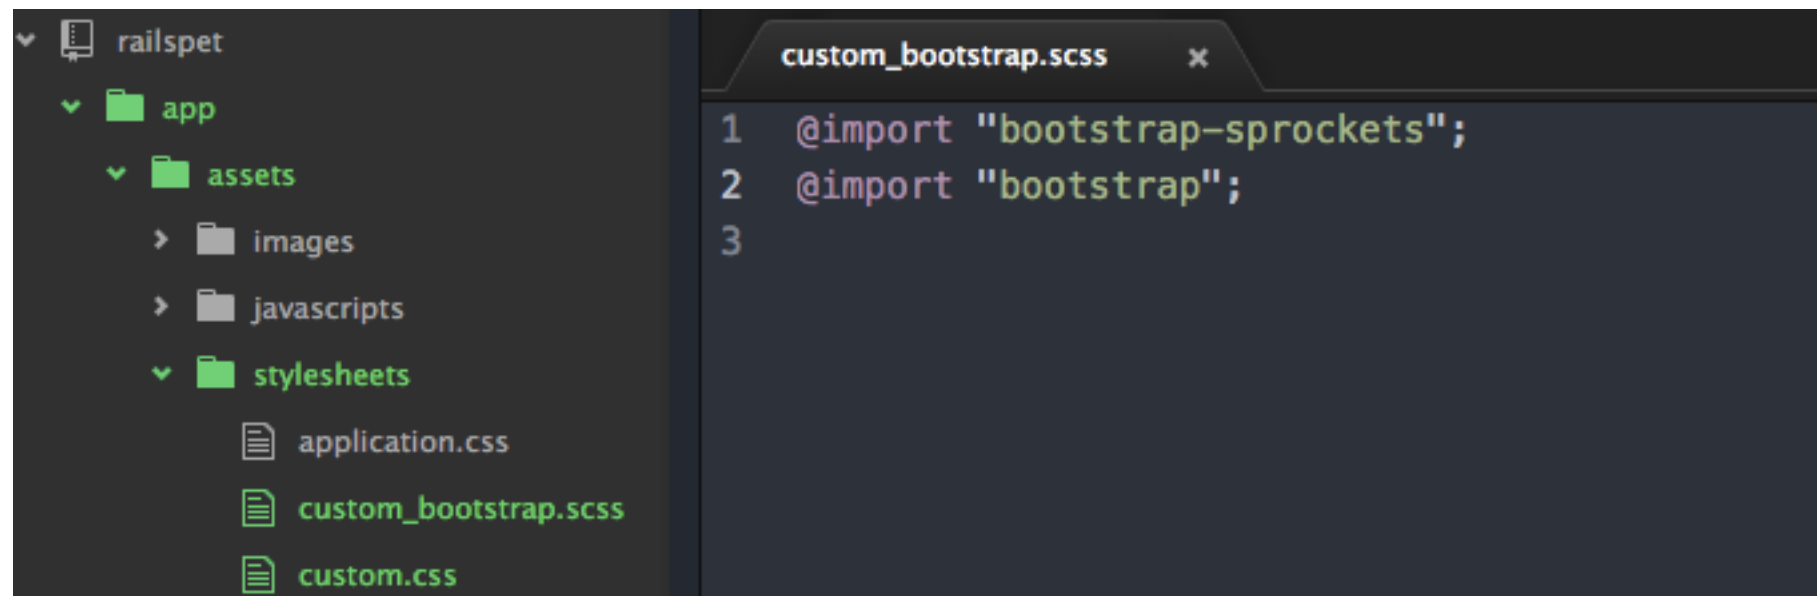 railspet
app
assets
images
javascripts
stylesheets
application.css
custom_bootstrap.scss
custom.css
custom_bootstrap.scss
1 @import "bootstrap-sprockets";
2 @import "bootstrap";
3